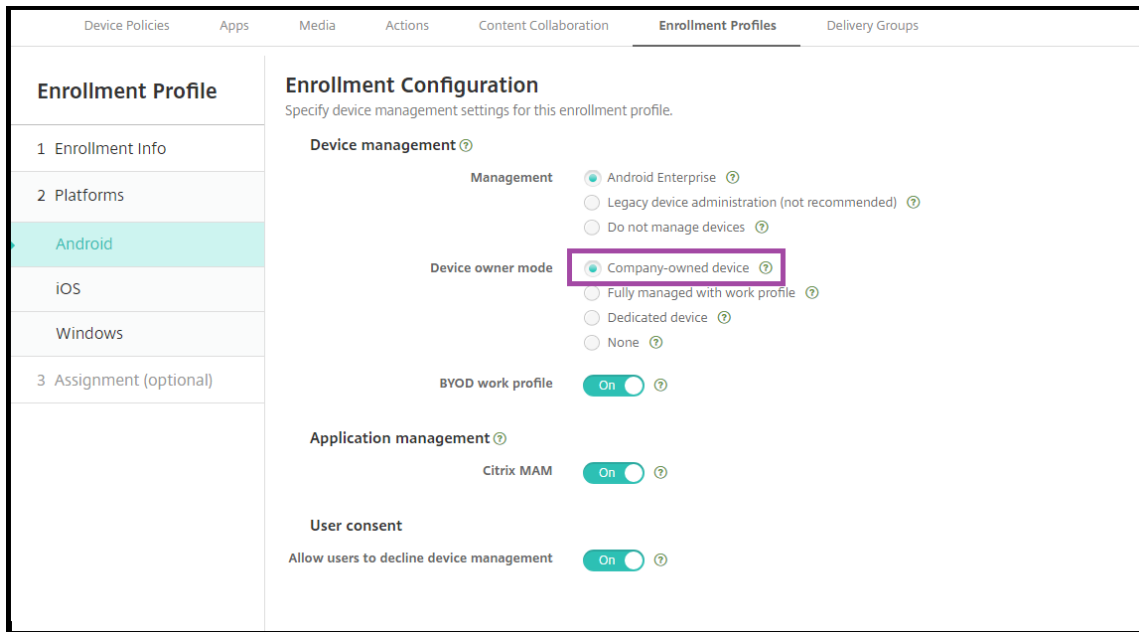 Device Policies Apps Media Actions Content Collaboration Enrollment Profiles Delivery Groups
Enrollment Profile
1 Enrollment Info
2 Platforms
Android
iOS
Windows
3 Assignment (optional)
Enrollment Configuration
Specify device management settings for this enrollment profile.
Device management ?
Management Android Enterprise ?
Legacy device administration (not recommended) ?
Do not manage devices ?
Device owner mode Company-owned device ?
Fully managed with work profile ?
Dedicated device ?
None ?
BYOD work profile On ?
Application management ?
Citrix MAM On ?
User consent
Allow users to decline device management On ?